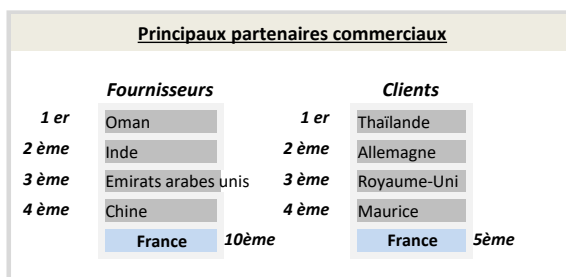 Principaux partenaires commerciaux
Fournisseurs Clients
1 er Oman 1 er Thaïlande
2 ème Inde 2 ème Allemagne
3 ème Emirats arabes unis 3 ème Royaume-Uni
4 ème Chine 4 ème Maurice
France 10ème France 5ème